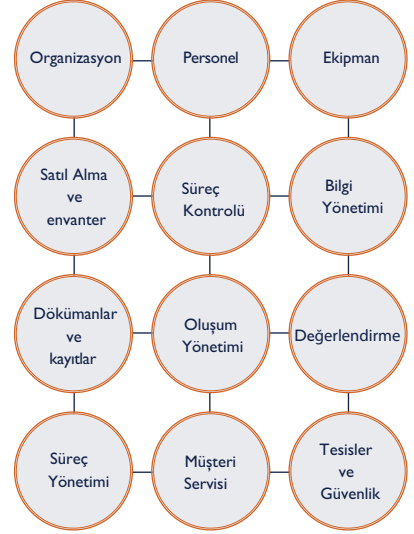 Organizasyon
Personel
Ekipman
Satıl Alma
ve
envanter
Süreç
Kontrolü
Bilgi
Yönetimi
Dökümanlar
ve
kayıtlar
Oluşum
Yönetimi
Değerlendirme
Süreç
Yönetimi
Müşteri
Servisi
Tesisler
ve
Güvenlik